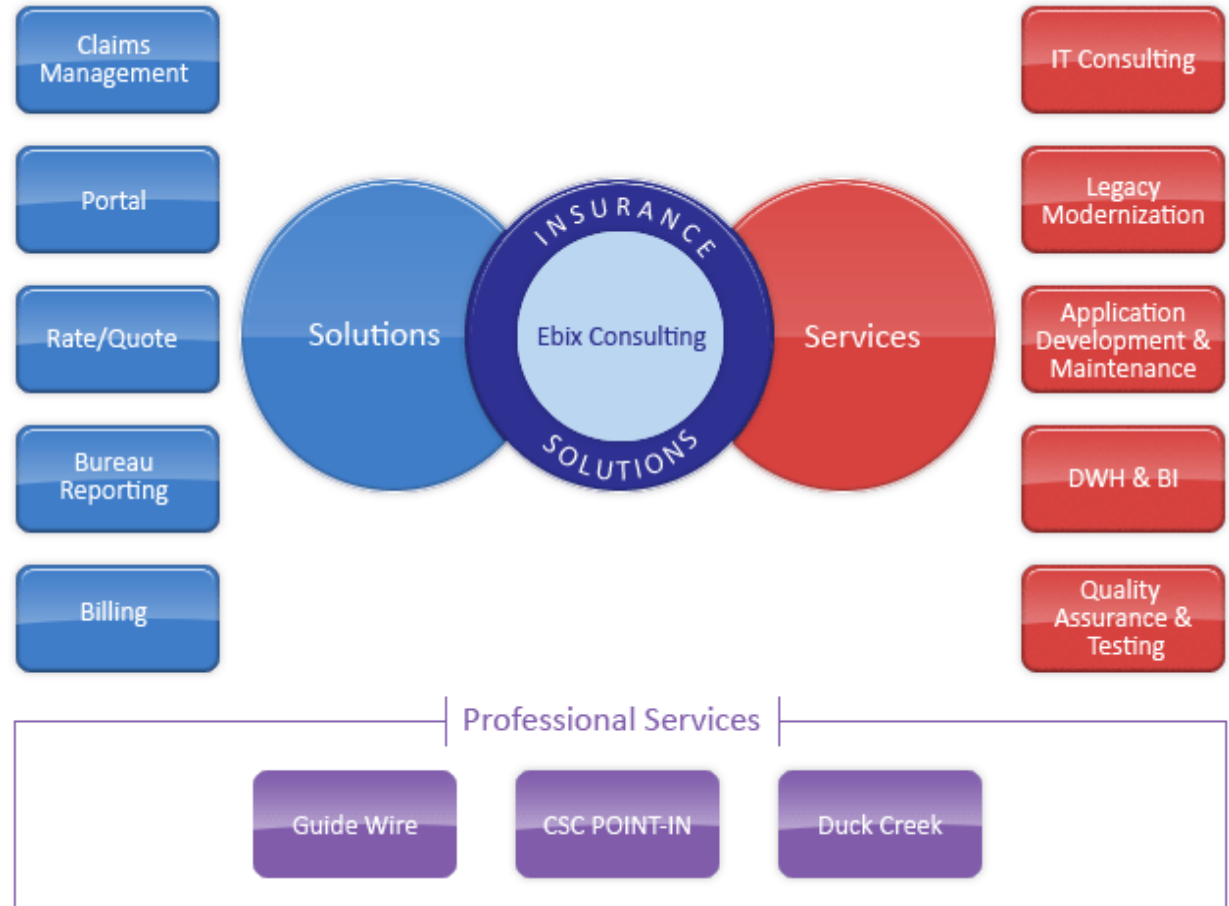 Claims
Management
Portal
Rate/Quote
Bureau
Reporting
Billing
Solutions
INSURANCE
Ebix Consulting
SOLUTIONS
Services
IT Consulting
Legacy
Modernization
Application
Development &
Maintenance
DWH & BI
Quality
Assurance &
Testing
Professional Services
Guide Wire
CSC POINT-IN
Duck Creek